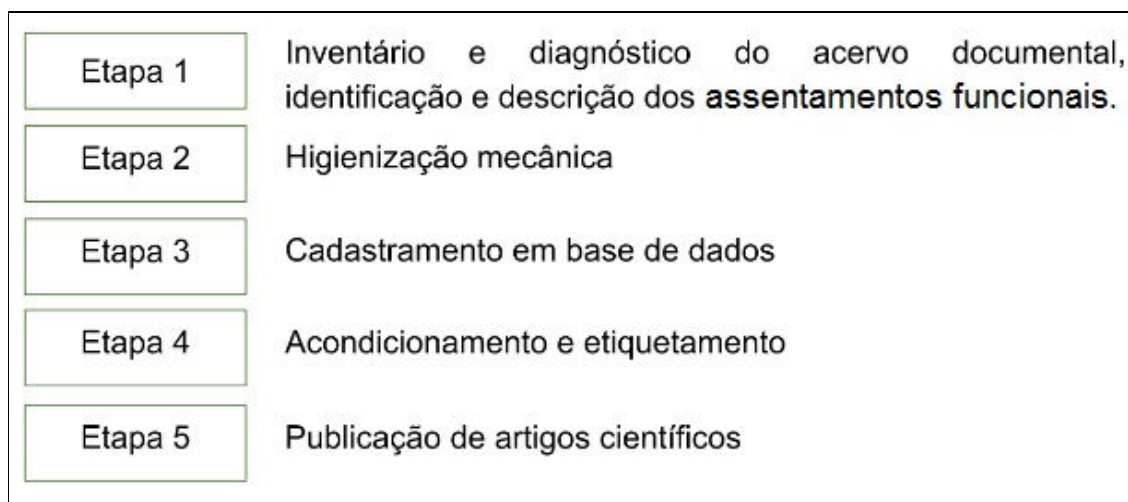 Etapa 1
Inventário e diagnóstico do acervo documental,
identificação e descrição dos assentamentos funcionais.
Etapa 2
Higienização mecânica
Etapa 3
Cadastramento em base de dados
Etapa 4
Acondicionamento e etiquetamento
Etapa 5
Publicação de artigos científicos